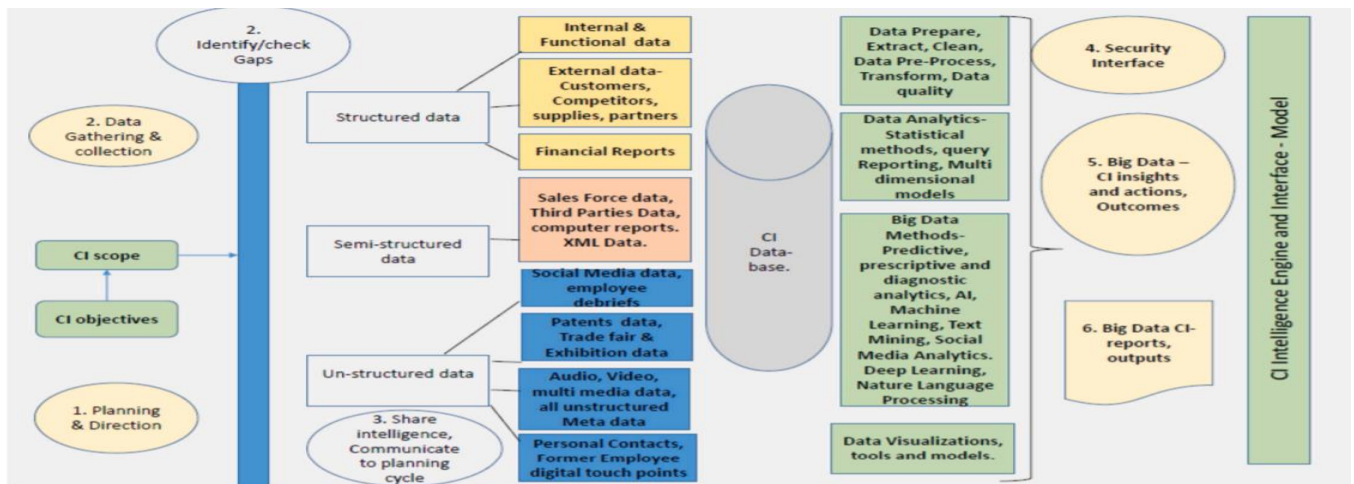 2.
Identify/check
Gaps
2. Data
Gathering &
collection
CI scope
CI objectives
1. Planning
& Direction
Structured data
Semi-structured
data
Un-structured data
3. Share
intelligence,
Communicate
to planning
cycle
Internal &
Functional data
External data-
Customers,
Competitors,
supplies, partners
Financial Reports
Sales Force data,
Third Parties Data,
computer reports.
XML Data.
Social Media data,
employee
debriefs
Patents data,
Trade fair &
Exhibition data
Audio, Video,
multi media data,
all unstructured
Meta data
Personal Contacts,
Former Employee
digital touch points
CI
Data-
base.
Data Prepare,
Extract, Clean,
Data Pre-Process,
Transform, Data
quality
Data Analytics-
Statistical
methods, query
Reporting, Multi
dimensional
models
Big Data
Methods-
Predictive,
prescriptive and
diagnostic
analytics, AI,
Machine
Learning, Text
Mining, Social
Media Analytics.
Deep Learning,
Nature Language
Processing
Data Visualizations,
tools and models.
4. Security
Interface
5. Big Data –
CI insights
and actions,
Outcomes
6. Big Data CI-
reports,
outputs
CI Intelligence Engine and Interface - Model